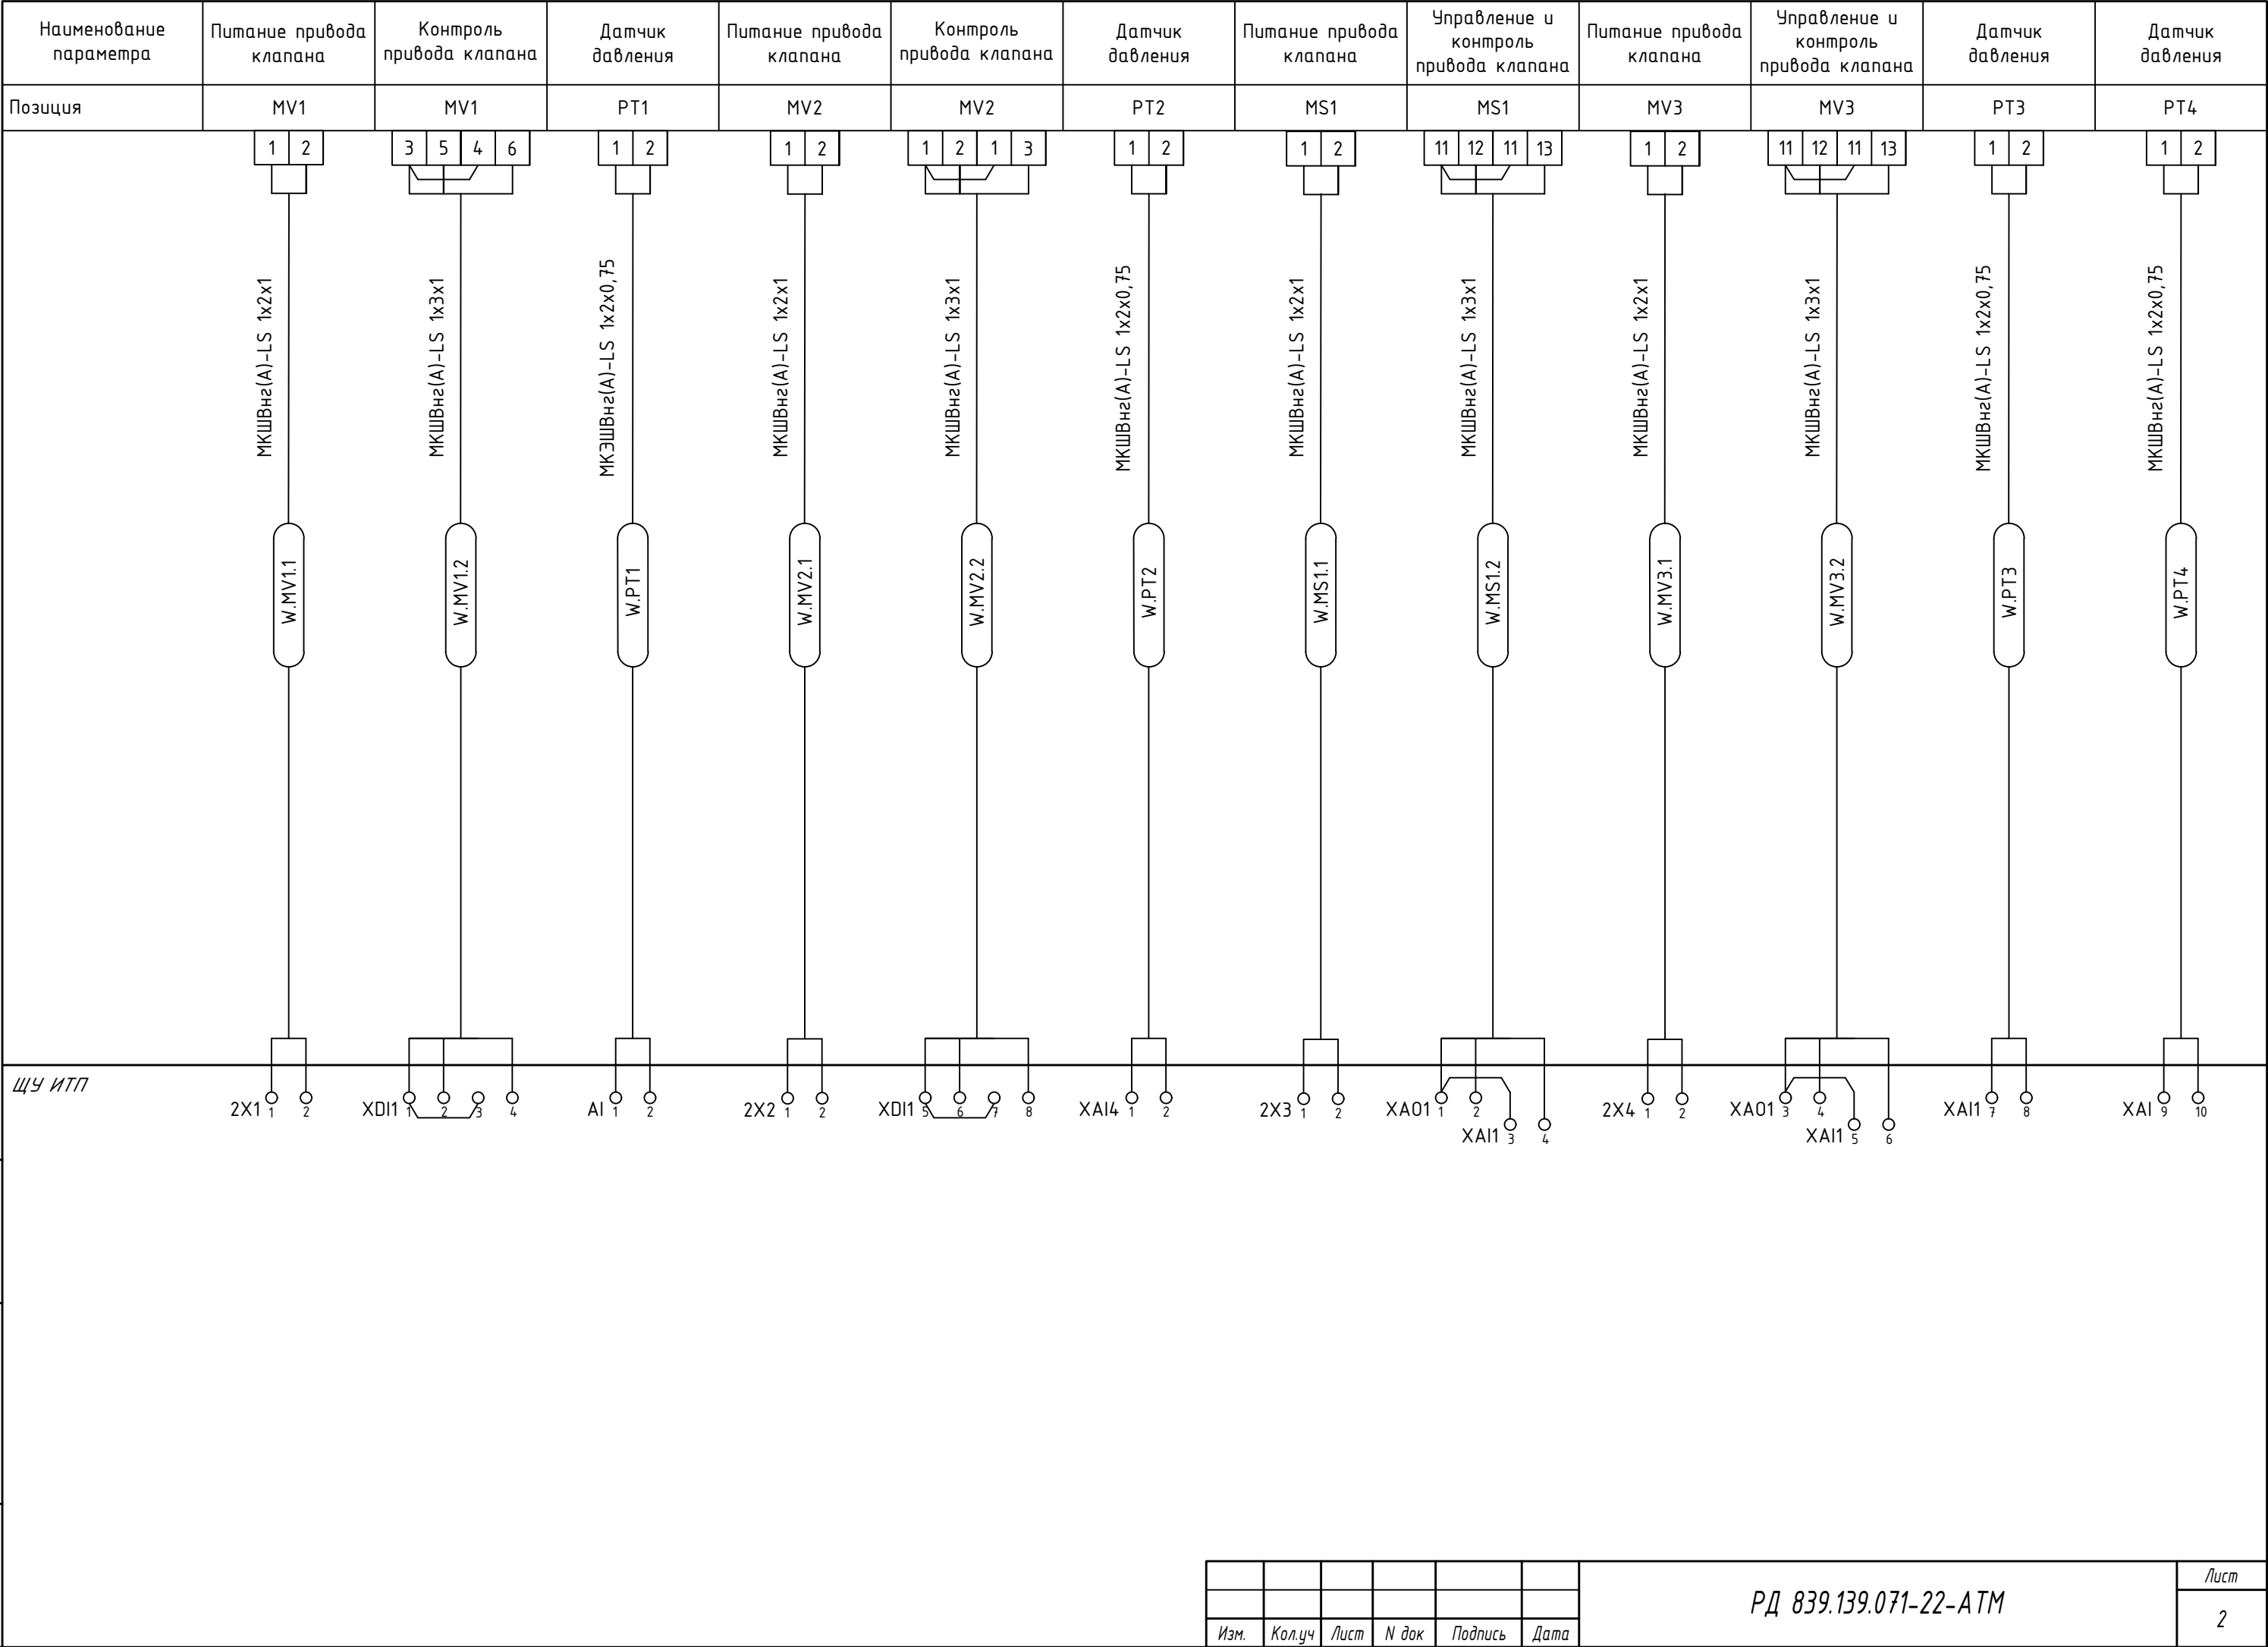 Наименование
параметра
Питание привода
клапана
Контроль
привода клапана
Датчик
давления
Питание привода
клапана
Контроль
привода клапана
Датчик
давления
Питание привода
клапана
Управление и
контроль
привода клапана
Питание привода
клапана
Управление и
контроль
привода клапана
Датчик
давления
Датчик
давления
Позиция
MV1
MV1
PT1
MV2
MV2
PT2
MS1
MS1
MV3
MV3
PT3
PT4
1 2
3 5 4 6
1 2
1 2
1 2 1 3
1 2
1 2
11 12 11 13
1 2
11 12 11 13
1 2
1 2
МКШВнг(А)-LS 1x2x1
МКШВнг(А)-LS 1x3x1
МКЭШВнг(А)-LS 1x2x0,75
МКШВнг(А)-LS 1x2x1
МКШВнг(А)-LS 1x3x1
МКШВнг(А)-LS 1x2x0,75
МКШВнг(А)-LS 1x2x1
МКШВнг(А)-LS 1x3x1
МКШВнг(А)-LS 1x2x1
МКШВнг(А)-LS 1x3x1
МКШВнг(А)-LS 1x2x0,75
МКШВнг(А)-LS 1x2x0,75
W.MV1.1
W.MV1.2
W.PT1
W.MV2.1
W.MV2.2
W.PT2
W.MS1.1
W.MS1.2
W.MV3.1
W.MV3.2
W.PT3
W.PT4
ЩУ ИТП
2X1 1 2
XDI1 1 2 3 4
AI 1 2
2X2 1 2
XDI1 5 6 7 8
XAI4 1 2
2X3 1 2
XAO1 1 2
XAI1 3 4
2X4 1 2
XAO1 3 4
XAI1 5 6
XAI1 7 8
XAI 9 10
РД 839.139.071-22-АТМ
Лист
2
Изм. Кол.уч Лист N док Подпись Дата